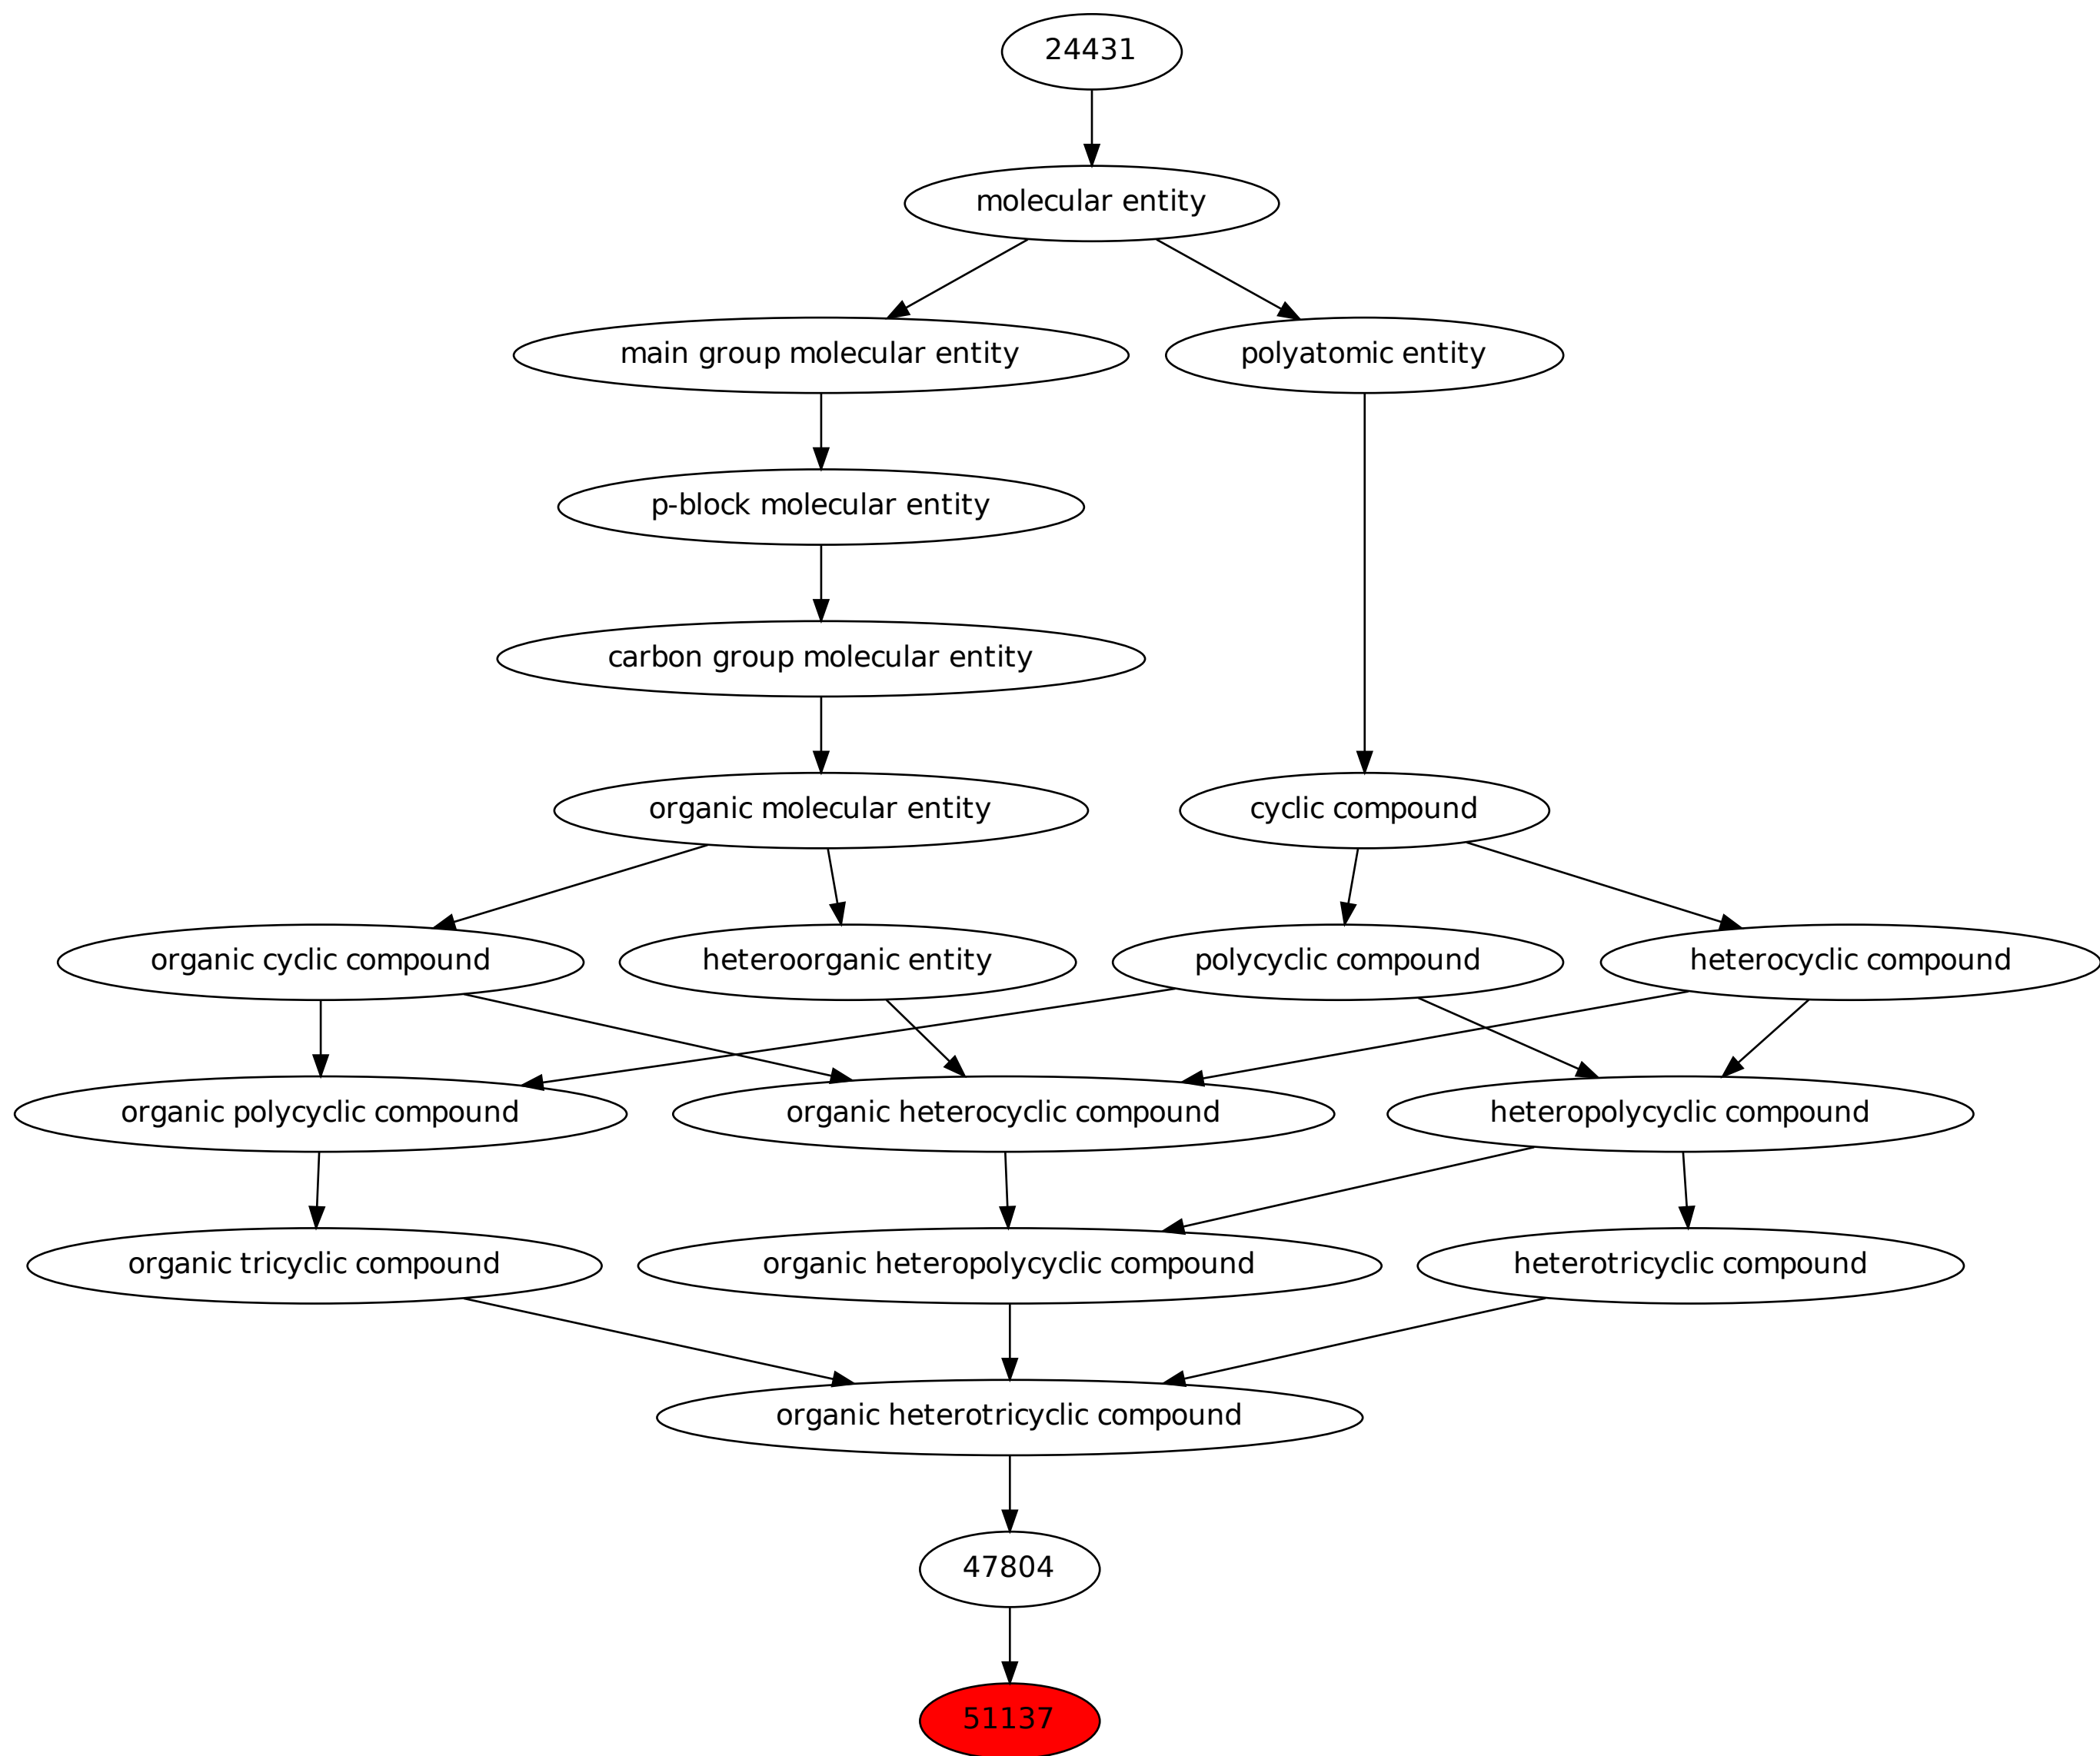 24431
molecular entity
main group molecular entity
polyatomic entity
p-block molecular entity
carbon group molecular entity
organic molecular entity
cyclic compound
organic cyclic compound
heteroorganic entity
polycyclic compound
heterocyclic compound
organic polycyclic compound
organic heterocyclic compound
heteropolycyclic compound
organic tricyclic compound
organic heteropolycyclic compound
heterotricyclic compound
organic heterotricyclic compound
47804
51137